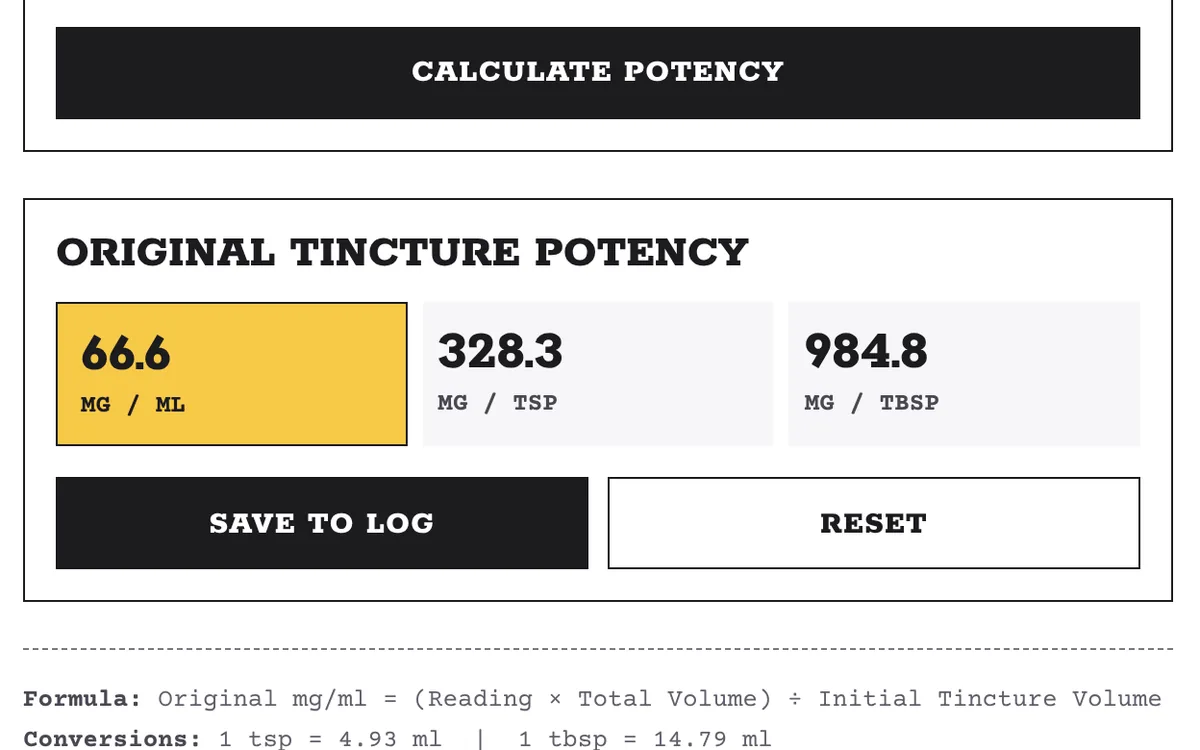 CALCULATE POTENCY
ORIGINAL TINCTURE POTENCY
66.6
MG / ML
328.3
MG / TSP
984.8
MG / TBSP
SAVE TO LOG
RESET
Formula: Original mg/ml = (Reading × Total Volume) ÷ Initial Tincture Volume
Conversions: 1 tsp = 4.93 ml | 1 tbsp = 14.79 ml